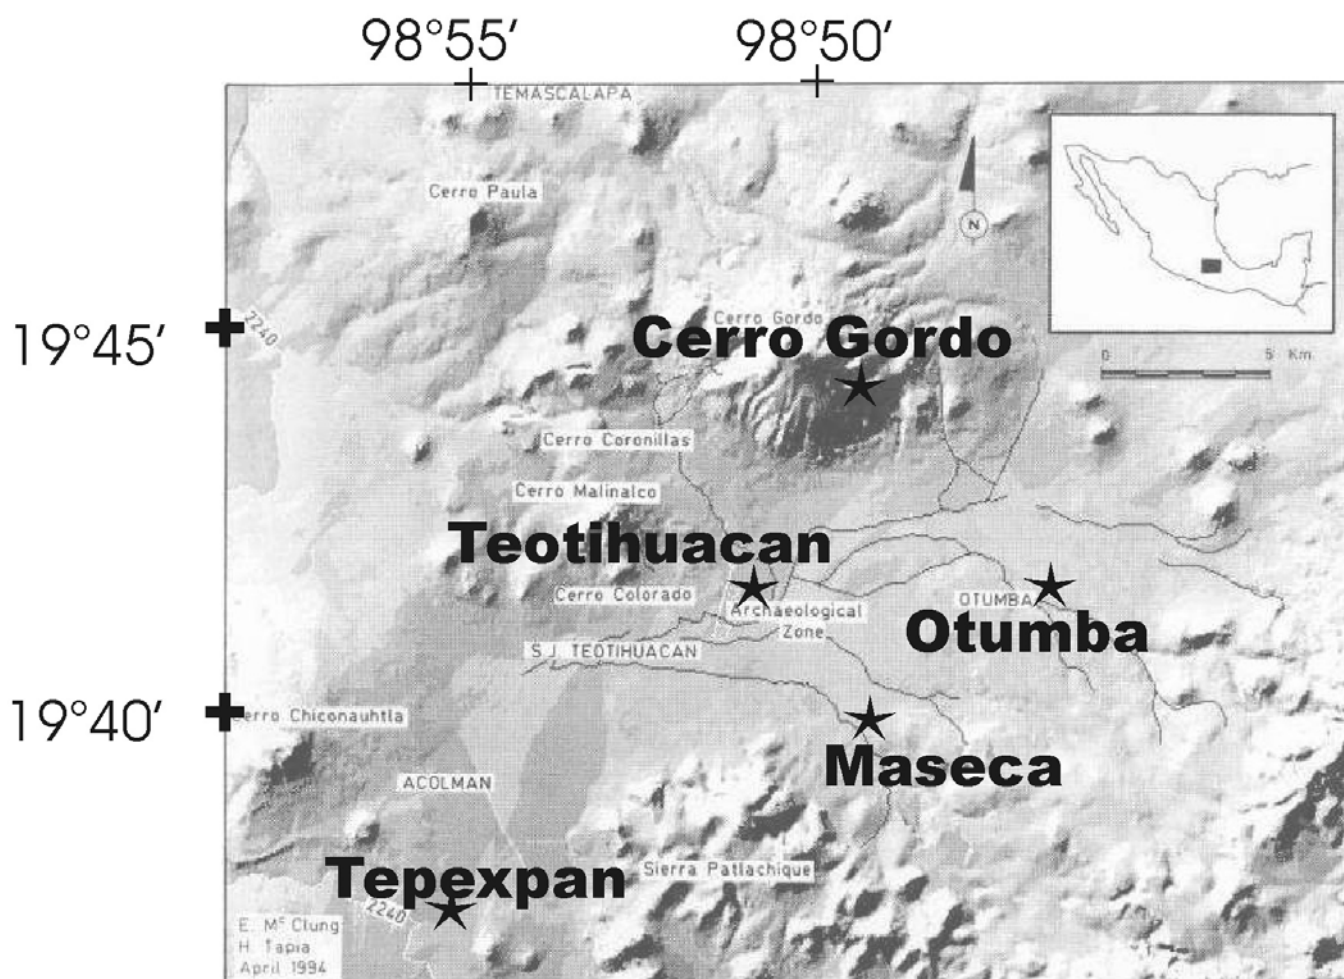 98°55′
98°50′
TEMASCALAPA
Cerro Paula
N
19°45′
2240
Cerro Gordo
Cerro Gordo
0 5 Km
Cerro Coronillas
Cerro Malinalco
Teotihuacan
Cerro Colorado
Archaeological
Zone
OTUMBA
Otumba
S.J. TEOTIHUACAN
19°40′
Cerro Chiconauhtla
Maseca
ACOLMAN
Sierra Patlachique
Tepexpan
2240
E. Mc Clung
H. Tapia
April 1994